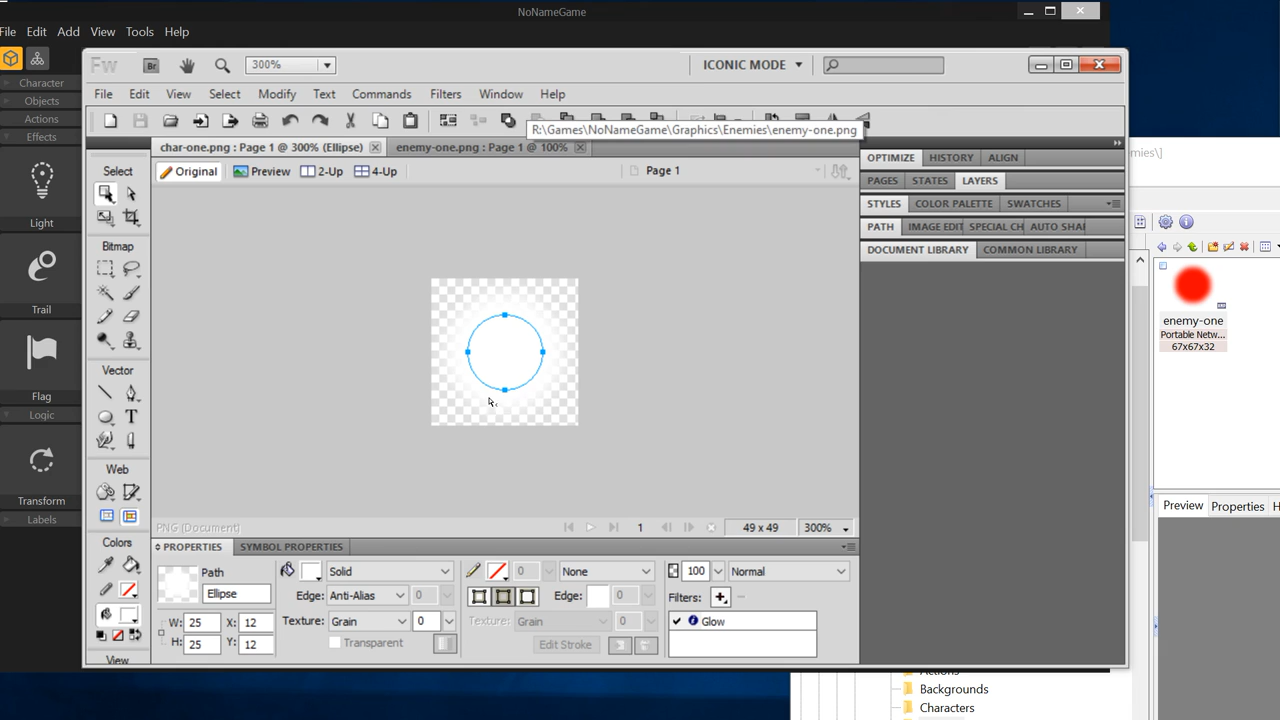 NoNameGame
File Edit Add View Tools Help
Character
Objects
Actions
Effects
Light
Trail
Flag
Logic
Transform
Labels
Fw Br 300% ICONIC MODE
File Edit View Select Modify Text Commands Filters Window Help
R:\Games\NoNameGame\Graphics\Enemies\enemy-one.png
char-one.png : Page 1 @ 300% (Ellipse) enemy-one.png : Page 1 @ 100%
Original Preview 2-Up 4-Up Page 1
Select
Bitmap
Vector
Web
Colors
View
OPTIMIZE HISTORY ALIGN
PAGES STATES LAYERS
STYLES COLOR PALETTE SWATCHES
PATH IMAGE EDIT SPECIAL CH AUTO SHAI
DOCUMENT LIBRARY COMMON LIBRARY
PNG (Document) 1 49 x 49 300%
PROPERTIES SYMBOL PROPERTIES
Path
Ellipse
W: 25 X: 12
H: 25 Y: 12
Solid
Edge: Anti-Alias 0
Texture: Grain 0
Transparent
0 None
Edge: 0
Texture: Grain 0
Edit Stroke
100 Normal
Filters:
Glow
emies\]
enemy-one
Portable Netw...
67x67x32
Preview Properties H
Actions
Backgrounds
Characters